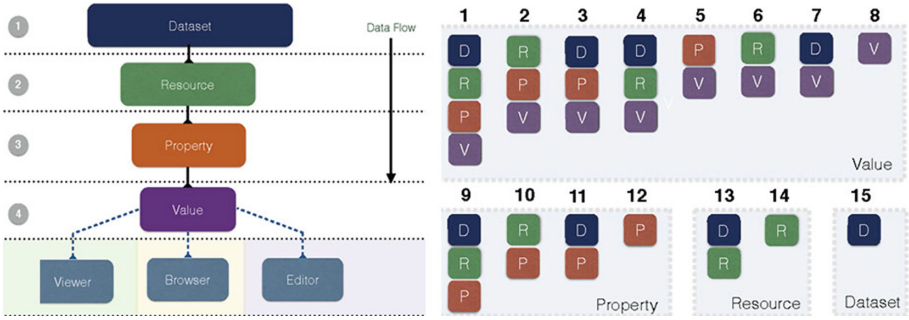 1
Dataset
Data Flow
2
Resource
3
Property
4
Value
Viewer Browser Editor
1 2 3 4 5 6 7 8
D R D D P R D V
R P P R V V V
P V V V
V
Value
9 10 11 12
D R D P
R P P
P
Property
13 14
D R
R
Resource
15
D
Dataset